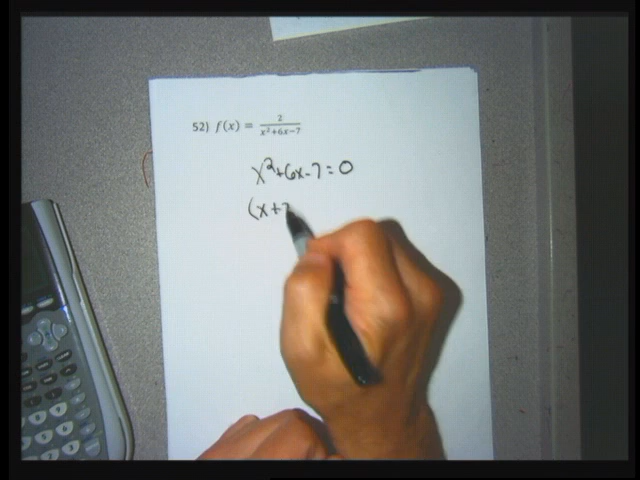 52) f(x) = 2/(x²+6x−7)
x²+6x-7=0
(x+7